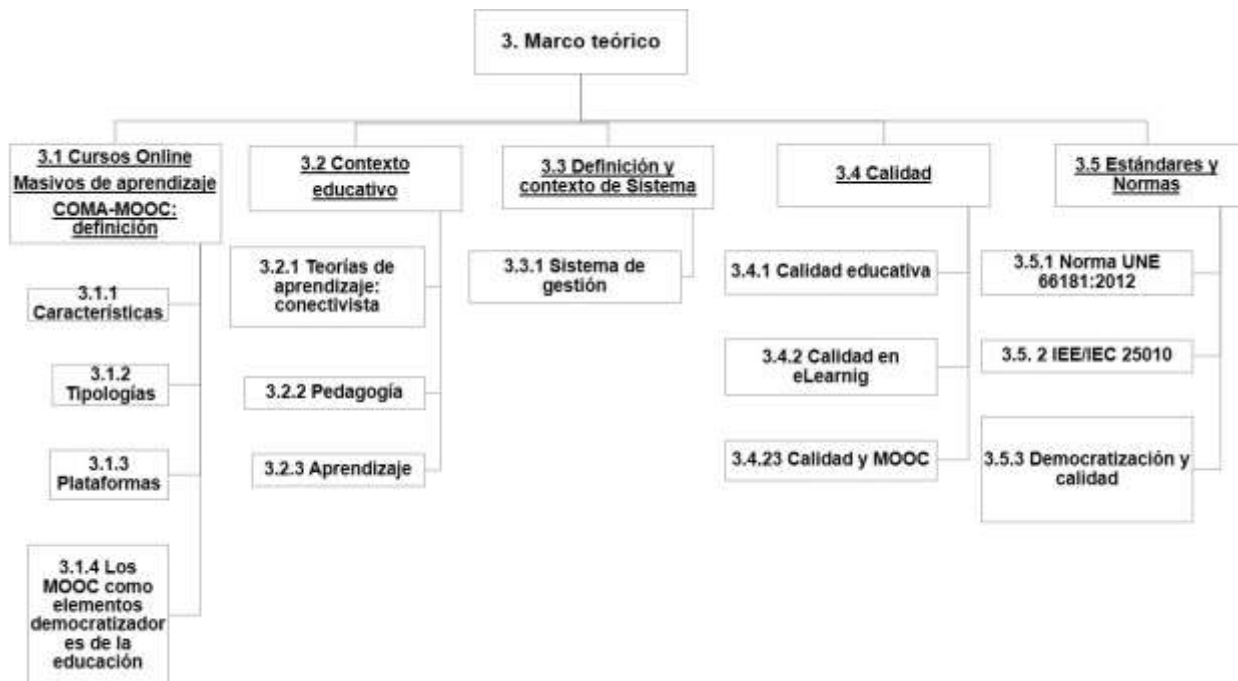 3. Marco teórico
3.1 Cursos Online
Masivos de aprendizaje
COMA-MOOC:
definición
3.1.1
Características
3.1.2
Tipologías
3.1.3
Plataformas
3.1.4 Los
MOOC como
elementos
democratizador
es de la
educación
3.2 Contexto
educativo
3.2.1 Teorías de
aprendizaje:
conectivista
3.2.2 Pedagogía
3.2.3 Aprendizaje
3.3 Definición y
contexto de Sistema
3.3.1 Sistema de
gestión
3.4 Calidad
3.4.1 Calidad educativa
3.4.2 Calidad en
eLearnig
3.4.23 Calidad y MOOC
3.5 Estándares y
Normas
3.5.1 Norma UNE
66181:2012
3.5. 2 IEE/IEC 25010
3.5.3 Democratización y
calidad